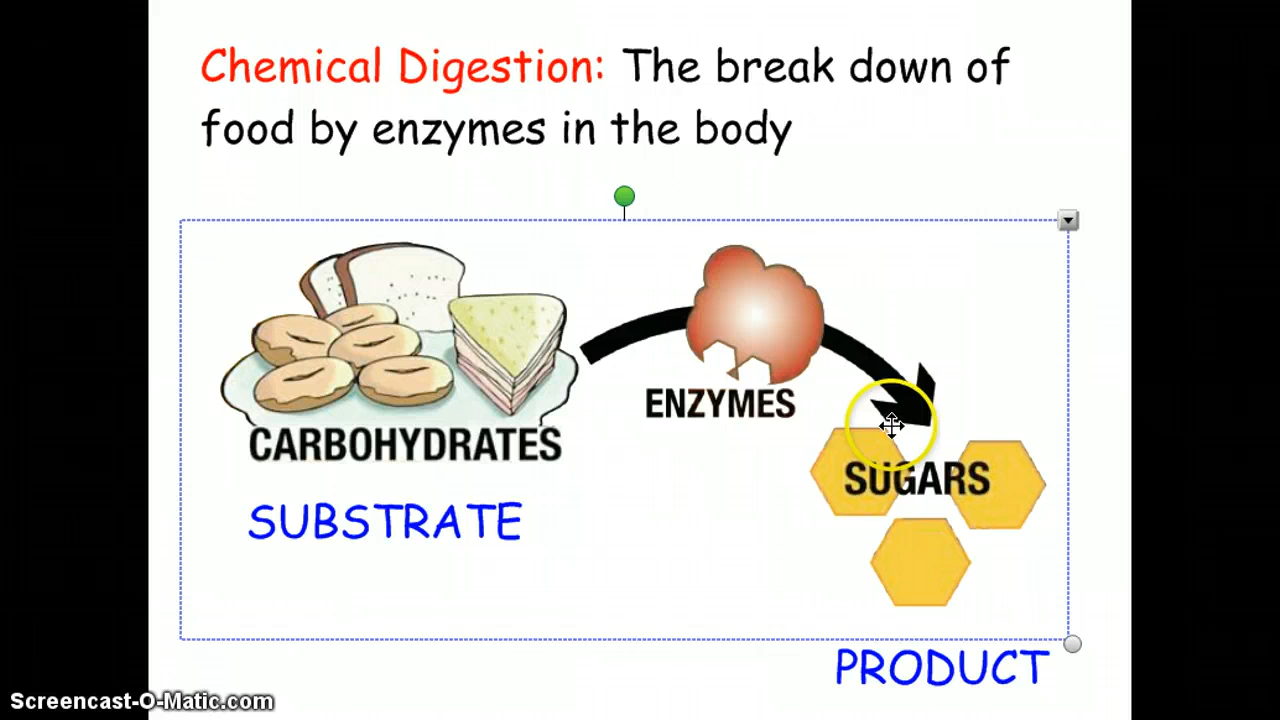 Chemical Digestion: The break down of
food by enzymes in the body
ENZYMES
CARBOHYDRATES
SUGARS
SUBSTRATE
PRODUCT
Screencast-O-Matic.com